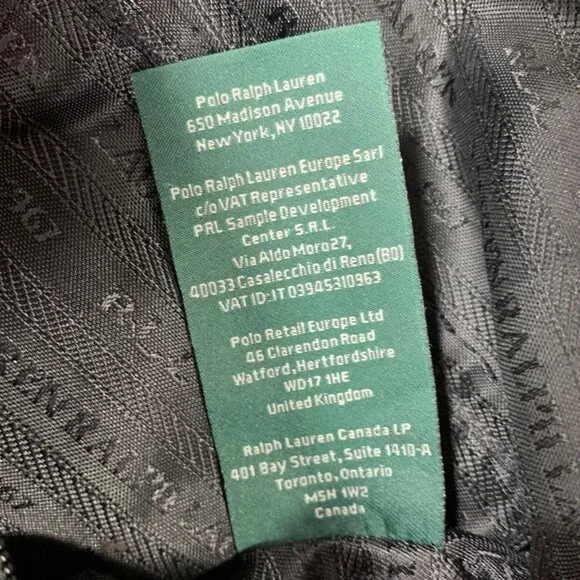 Polo Ralph Lauren
650 Madison Avenue
New York, NY 10022
Polo Ralph Lauren Europe Sarl
c/o VAT Representative
PRL Sample Development
Center S.R.L.
Via Aldo Moro 27,
40033 Casalecchio di Reno (BO)
VAT ID: IT 03945310963
Polo Retail Europe Ltd
46 Clarendon Road
Watford, Hertfordshire
WD17 1HE
United Kingdom
Ralph Lauren Canada LP
401 Bay Street, Suite 1410-A
Toronto, Ontario
M5H 1W2
Canada